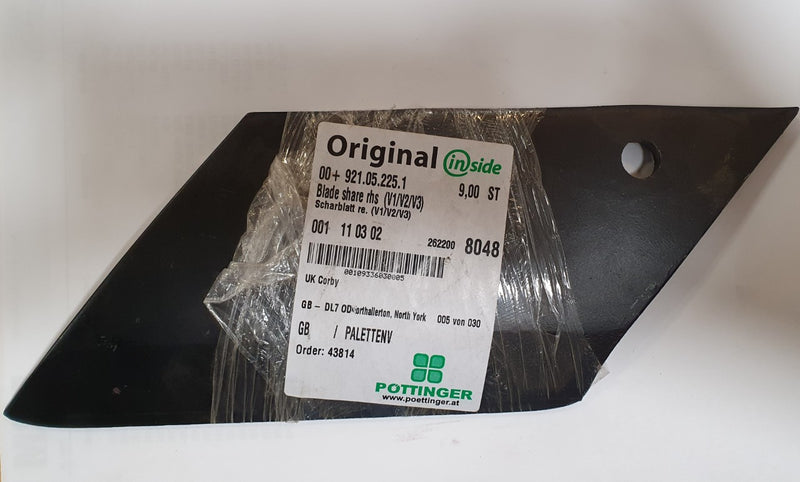 Original inside
00+ 921.05.225.1 9,00 ST
Blade share rhs (V1/V2/V3)
Scharblatt re. (V1/V2/V3)
001 11 03 02 262200 8048
00109336030005
UK Corby
GB - DL7 0D orthallerton, North York 005 von 030
GB / PALETTENV
Order: 43814
PÖTTINGER
www.poettinger.at